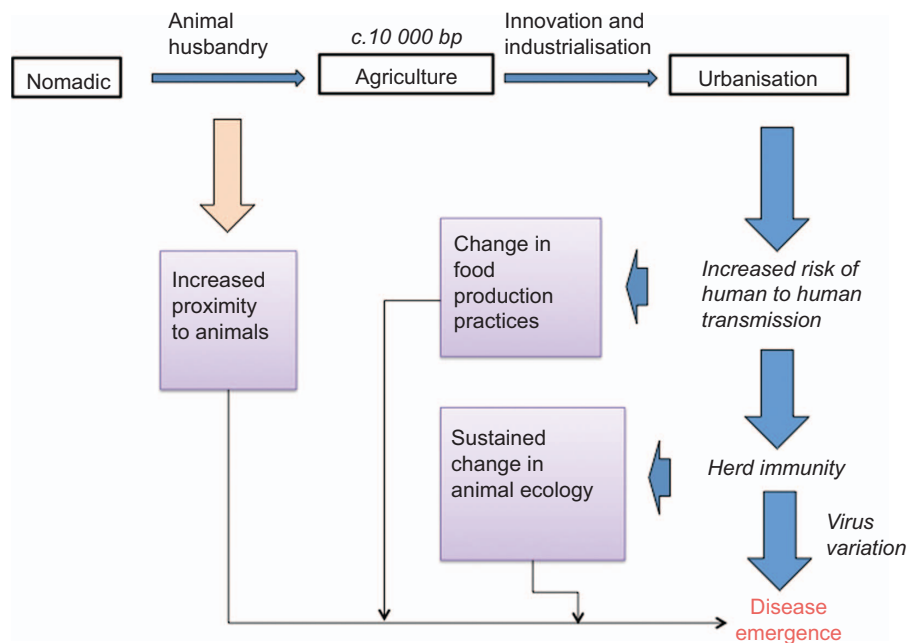 Animal
husbandry
c.10 000 bp
Innovation and
industrialisation
Nomadic
Agriculture
Urbanisation
Increased
proximity
to animals
Change in
food
production
practices
Increased risk of
human to human
transmission
Sustained
change in
animal ecology
Herd immunity
Virus
variation
Disease
emergence